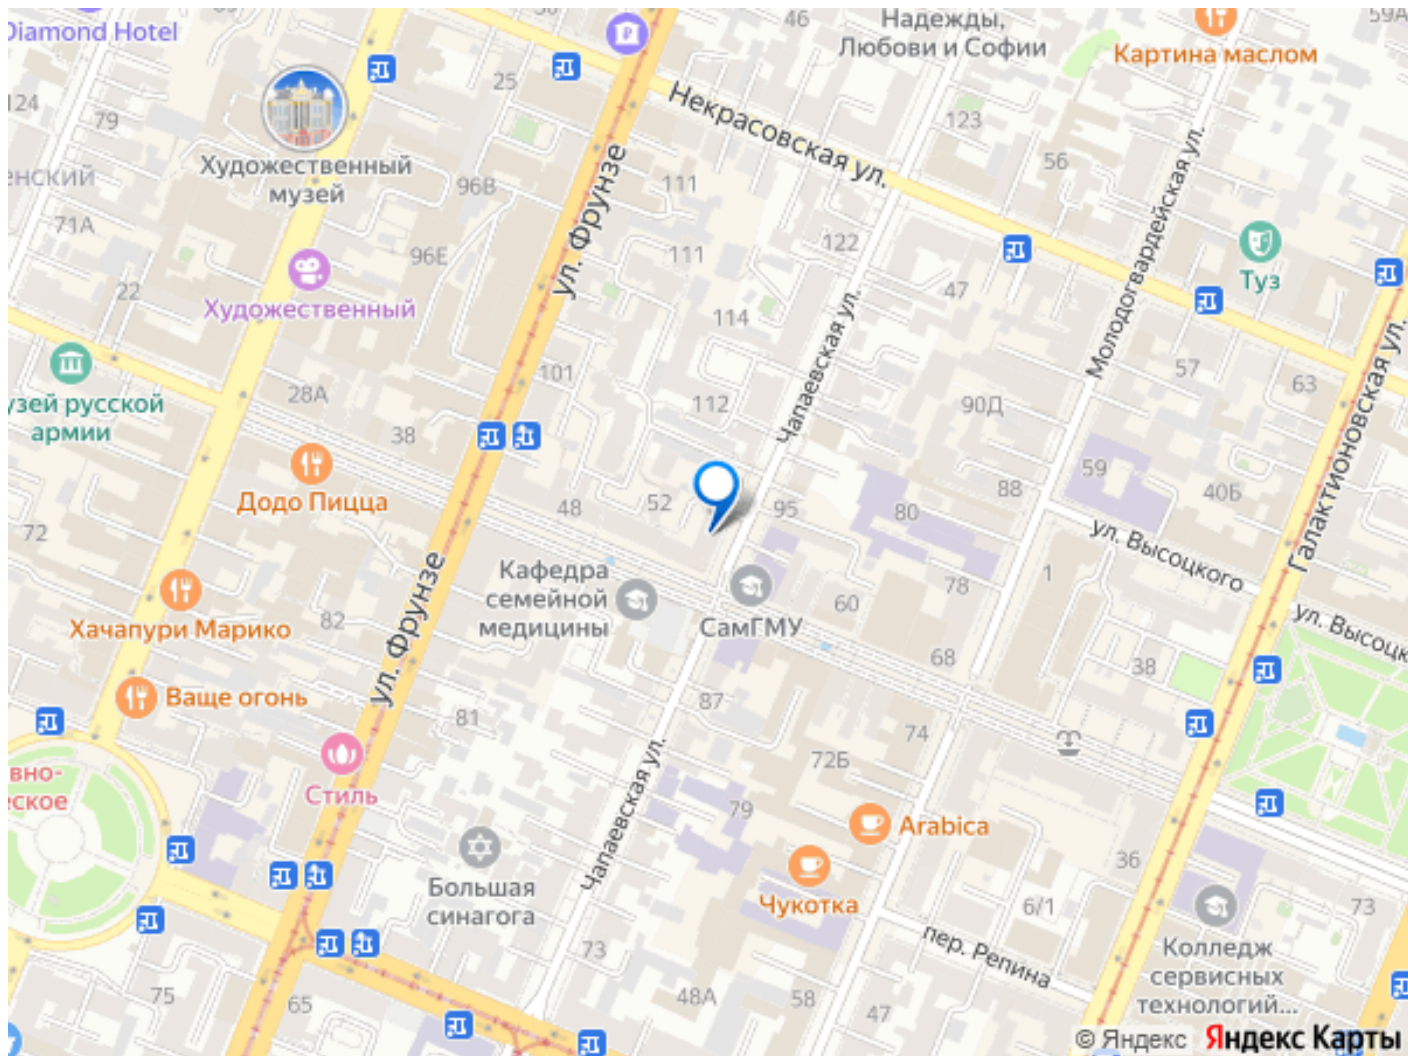 Diamond Hotel
46
Надежды,
Любови и Софии
59А
Картина маслом
124
79
25
Некрасовская ул.
123
56
Художественный
музей
енский
96В
ул. Фрунзе
111
Молодогвардейская ул.
71А
96Е
111
122
Туз
22
Художественный
114
47
Чапаевская ул.
Галактионовская ул.
узей русской
армии
28А
101
112
57
63
90Д
38
Додо Пицца
48
52
95
80
88
59
40Б
72
ул. Высоцкого
Кафедра
семейной
медицины
СамГМУ
60
78
1
ул. Высоцк
Хачапури Марико
82
ул. Фрунзе
68
38
Ваще огонь
81
87
74
72Б
вно-
еское
Стиль
Чапаевская ул.
79
Arabica
Большая
синагога
Чукотка
36
6/1
73
Колледж
сервисных
технологий...
пер. Репина
73
75
65
48А
58
47
© Яндекс Яндекс Карты